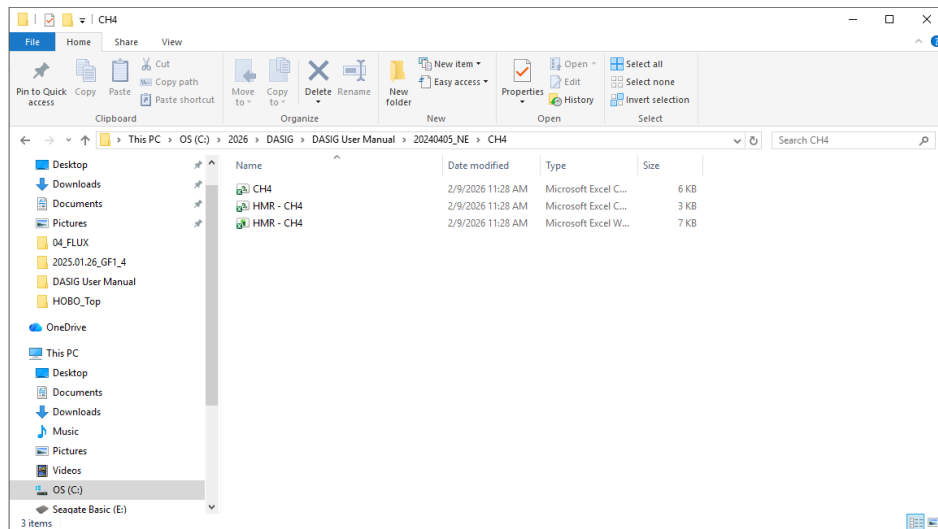 CH4
File Home Share View
Pin to Quick access
Copy
Paste
Cut
Copy path
Paste shortcut
Clipboard
Move to
Copy to
Delete
Rename
Organize
New folder
New item
Easy access
New
Properties
Open
Edit
History
Open
Select all
Select none
Invert selection
Select
This PC > OS (C:) > 2026 > DASIG > DASIG User Manual > 20240405_NE > CH4
Search CH4
Desktop
Downloads
Documents
Pictures
04_FLUX
2025.01.26_GF1_4
DASIG User Manual
HOBO_Top
OneDrive
This PC
Desktop
Documents
Downloads
Music
Pictures
Videos
OS (C:)
Seagate Basic (E:)
Name Date modified Type Size
CH4 2/9/2026 11:28 AM Microsoft Excel C... 6 KB
HMR - CH4 2/9/2026 11:28 AM Microsoft Excel C... 3 KB
HMR - CH4 2/9/2026 11:28 AM Microsoft Excel W... 7 KB
3 items